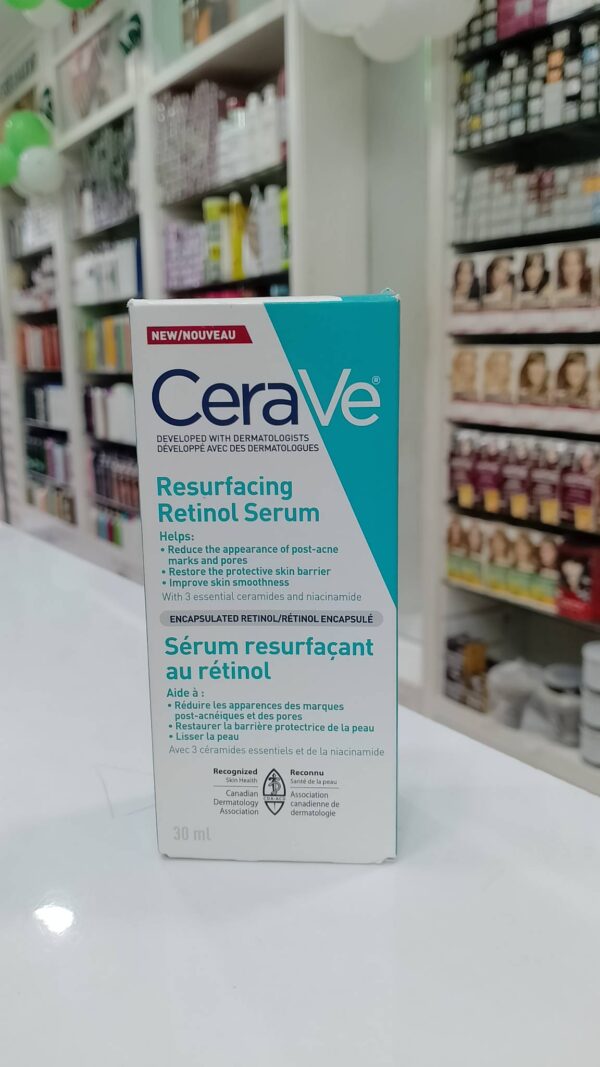 NEW/NOUVEAU
CeraVe®
DEVELOPED WITH DERMATOLOGISTS
DÉVELOPPÉ AVEC DES DERMATOLOGUES
Resurfacing
Retinol Serum
Helps:
• Reduce the appearance of post-acne
marks and pores
• Restore the protective skin barrier
• Improve skin smoothness
With 3 essential ceramides and niacinamide
ENCAPSULATED RETINOL/RÉTINOL ENCAPSULÉ
Sérum resurfaçant
au rétinol
Aide à :
• Réduire les apparences des marques
post-acnéiques et des pores
• Restaurer la barrière protectrice de la peau
• Lisser la peau
Avec 3 céramides essentiels et de la niacinamide
Recognized
Skin Health
Canadian
Dermatology
Association
Reconnu
Santé de la peau
Association
canadienne de
dermatologie
30 ml